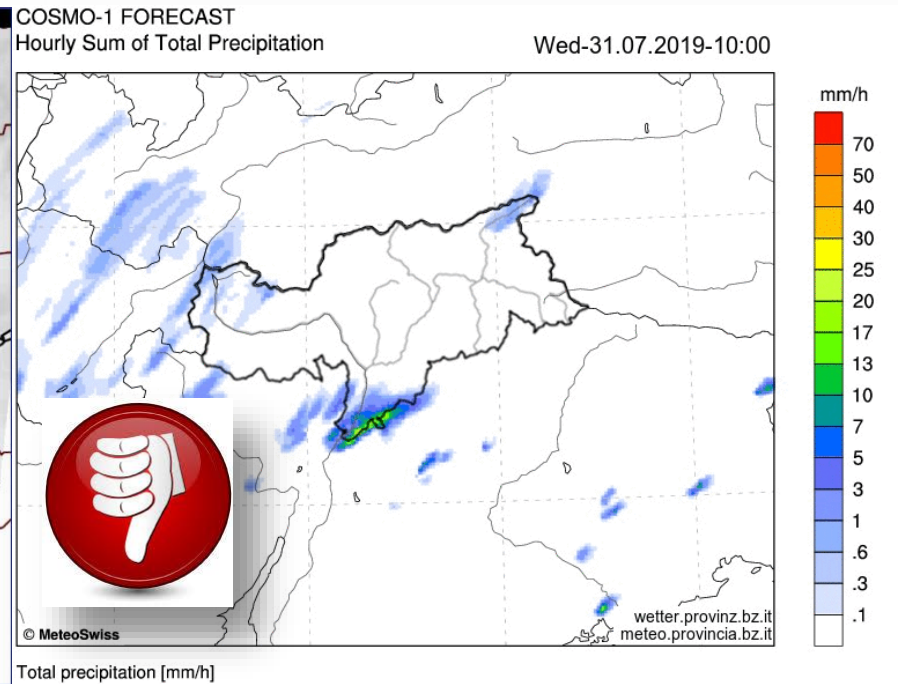 COSMO-1 FORECAST
Hourly Sum of Total Precipitation
Wed-31.07.2019-10:00
mm/h
70
50
40
30
25
20
17
13
10
7
5
3
1
.6
.3
.1
wetter.provinz.bz.it
© MeteoSwiss
meteo.provincia.bz.it
Total precipitation [mm/h]